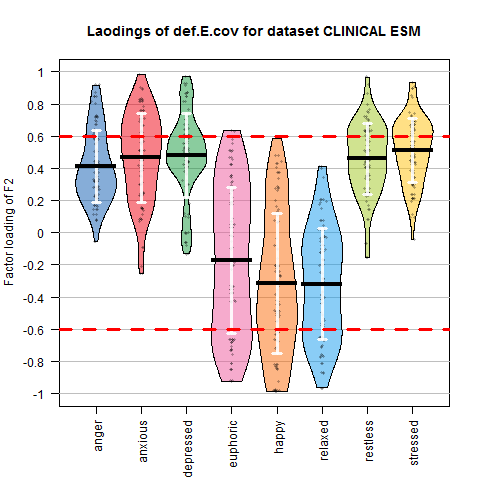 Laodings of def.E.cov for dataset CLINICAL ESM
Factor loading of F2
1
0.8
0.6
0.4
0.2
0
-0.2
-0.4
-0.6
-0.8
-1
anger
anxious
depressed
euphoric
happy
relaxed
restless
stressed